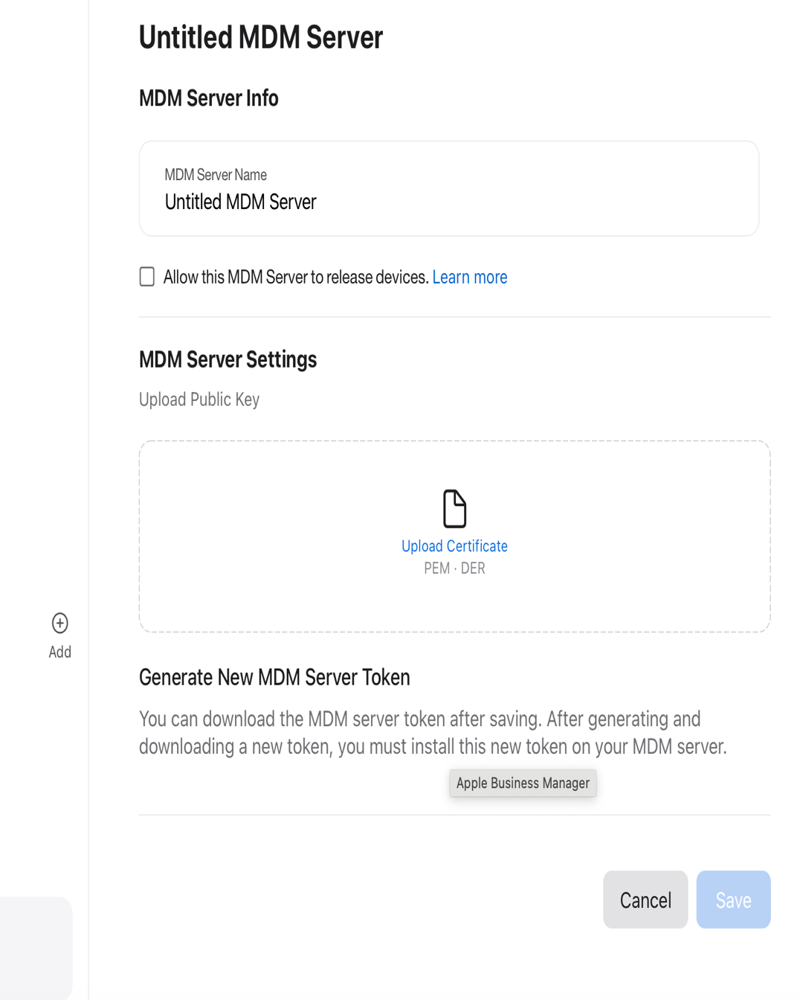 Untitled MDM Server
MDM Server Info
MDM Server Name
Untitled MDM Server
Allow this MDM Server to release devices. Learn more
MDM Server Settings
Upload Public Key
Upload Certificate
PEM · DER
Add
Generate New MDM Server Token
You can download the MDM server token after saving. After generating and
downloading a new token, you must install this new token on your MDM server.
Apple Business Manager
Cancel
Save